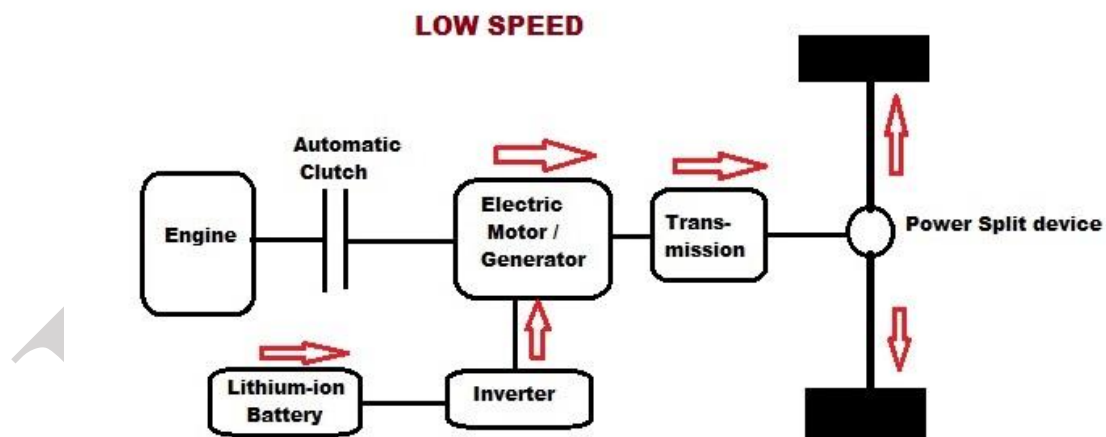 LOW SPEED
Automatic
Clutch
Engine
Electric
Motor /
Generator
Trans-
mission
Power Split device
Lithium-ion
Battery
Inverter